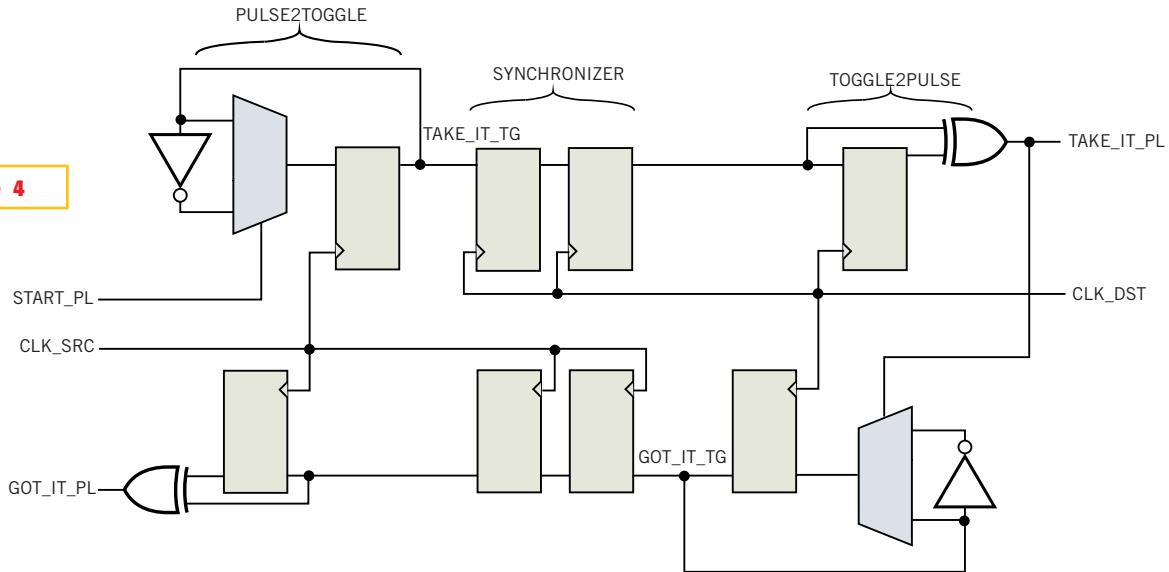 PULSE2TOGGLE
SYNCHRONIZER
TOGGLE2PULSE
TAKE_IT_TG
TAKE_IT_PL
4
START_PL
CLK_DST
CLK_SRC
GOT_IT_TG
GOT_IT_PL